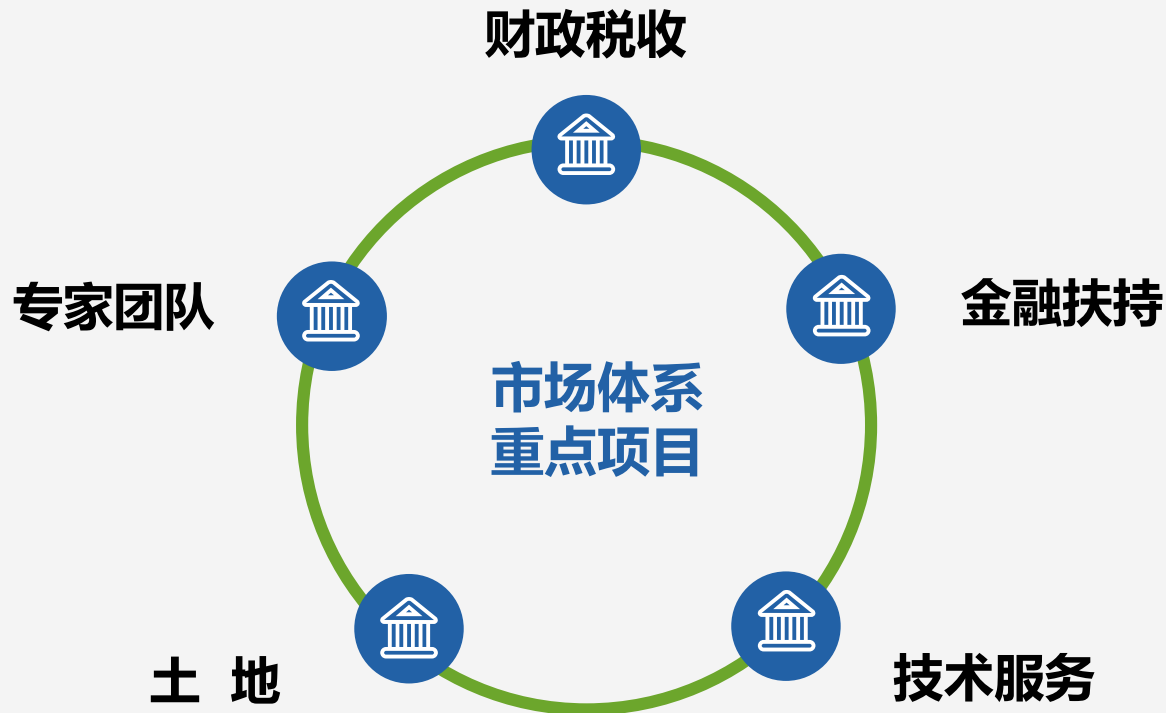 财政税收
专家团队
金融扶持
市场体系
重点项目
土 地
技术服务